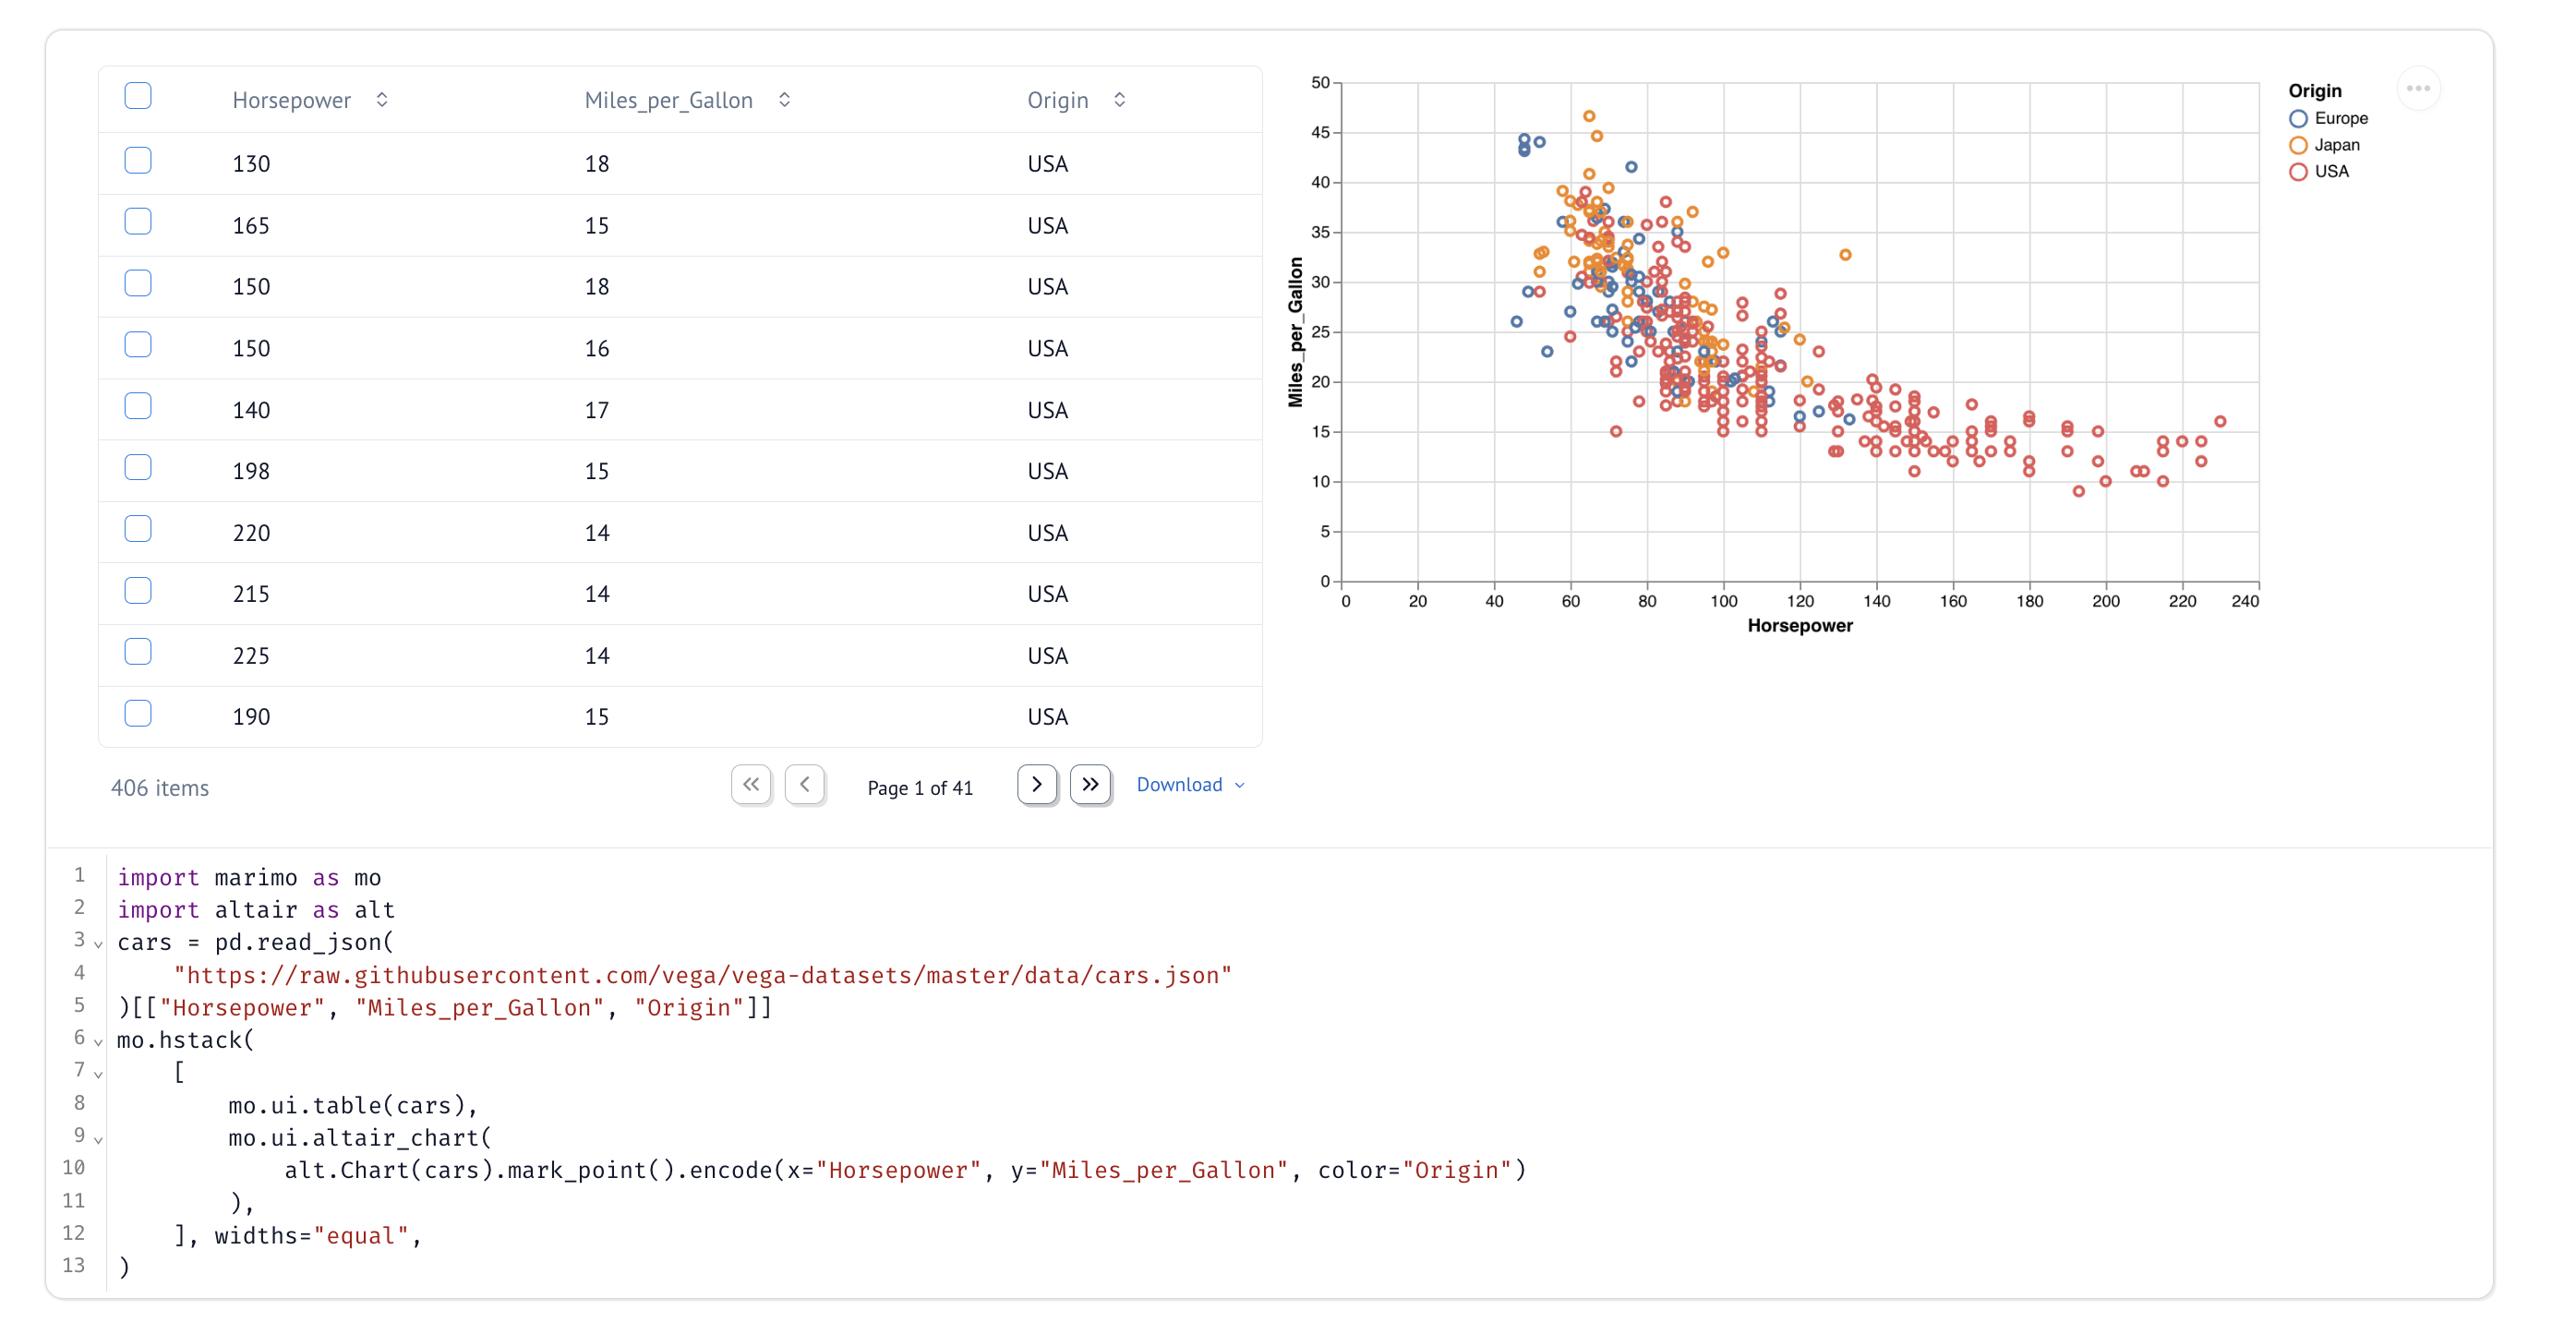 Horsepower Miles_per_Gallon Origin
130 18 USA
165 15 USA
150 18 USA
150 16 USA
140 17 USA
198 15 USA
220 14 USA
215 14 USA
225 14 USA
190 15 USA
406 items
Page 1 of 41
Download
50
45
40
35
30
25
20
15
10
5
0
Miles_per_Gallon
0 20 40 60 80 100 120 140 160 180 200 220 240
Horsepower
Origin
Europe
Japan
USA
1 import marimo as mo
2 import altair as alt
3 cars = pd.read_json(
4     "https://raw.githubusercontent.com/vega/vega-datasets/master/data/cars.json"
5 )[["Horsepower", "Miles_per_Gallon", "Origin"]]
6 mo.hstack(
7     [
8         mo.ui.table(cars),
9         mo.ui.altair_chart(
10             alt.Chart(cars).mark_point().encode(x="Horsepower", y="Miles_per_Gallon", color="Origin")
11         ),
12     ], widths="equal",
13 )